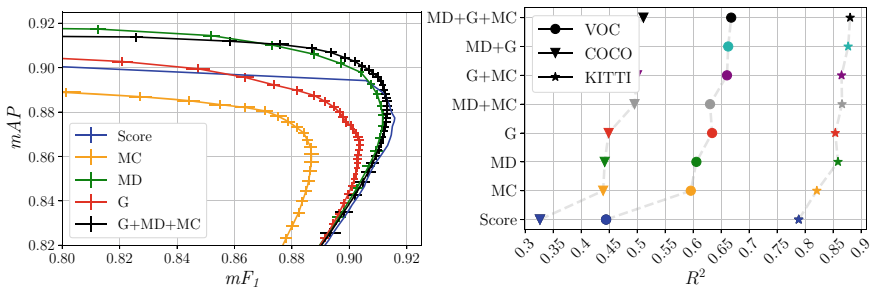 mAP
0.92
0.90
0.88
0.86
0.84
0.82
Score
MC
MD
G
G+MD+MC
0.80
0.82
0.84
0.86
0.88
0.90
0.92
mF1
MD+G+MC
MD+G
G+MC
MD+MC
G
MD
MC
Score
VOC
COCO
KITTI
0.3
0.35
0.4
0.45
0.5
0.55
0.6
0.65
0.7
0.75
0.8
0.85
0.9
R²